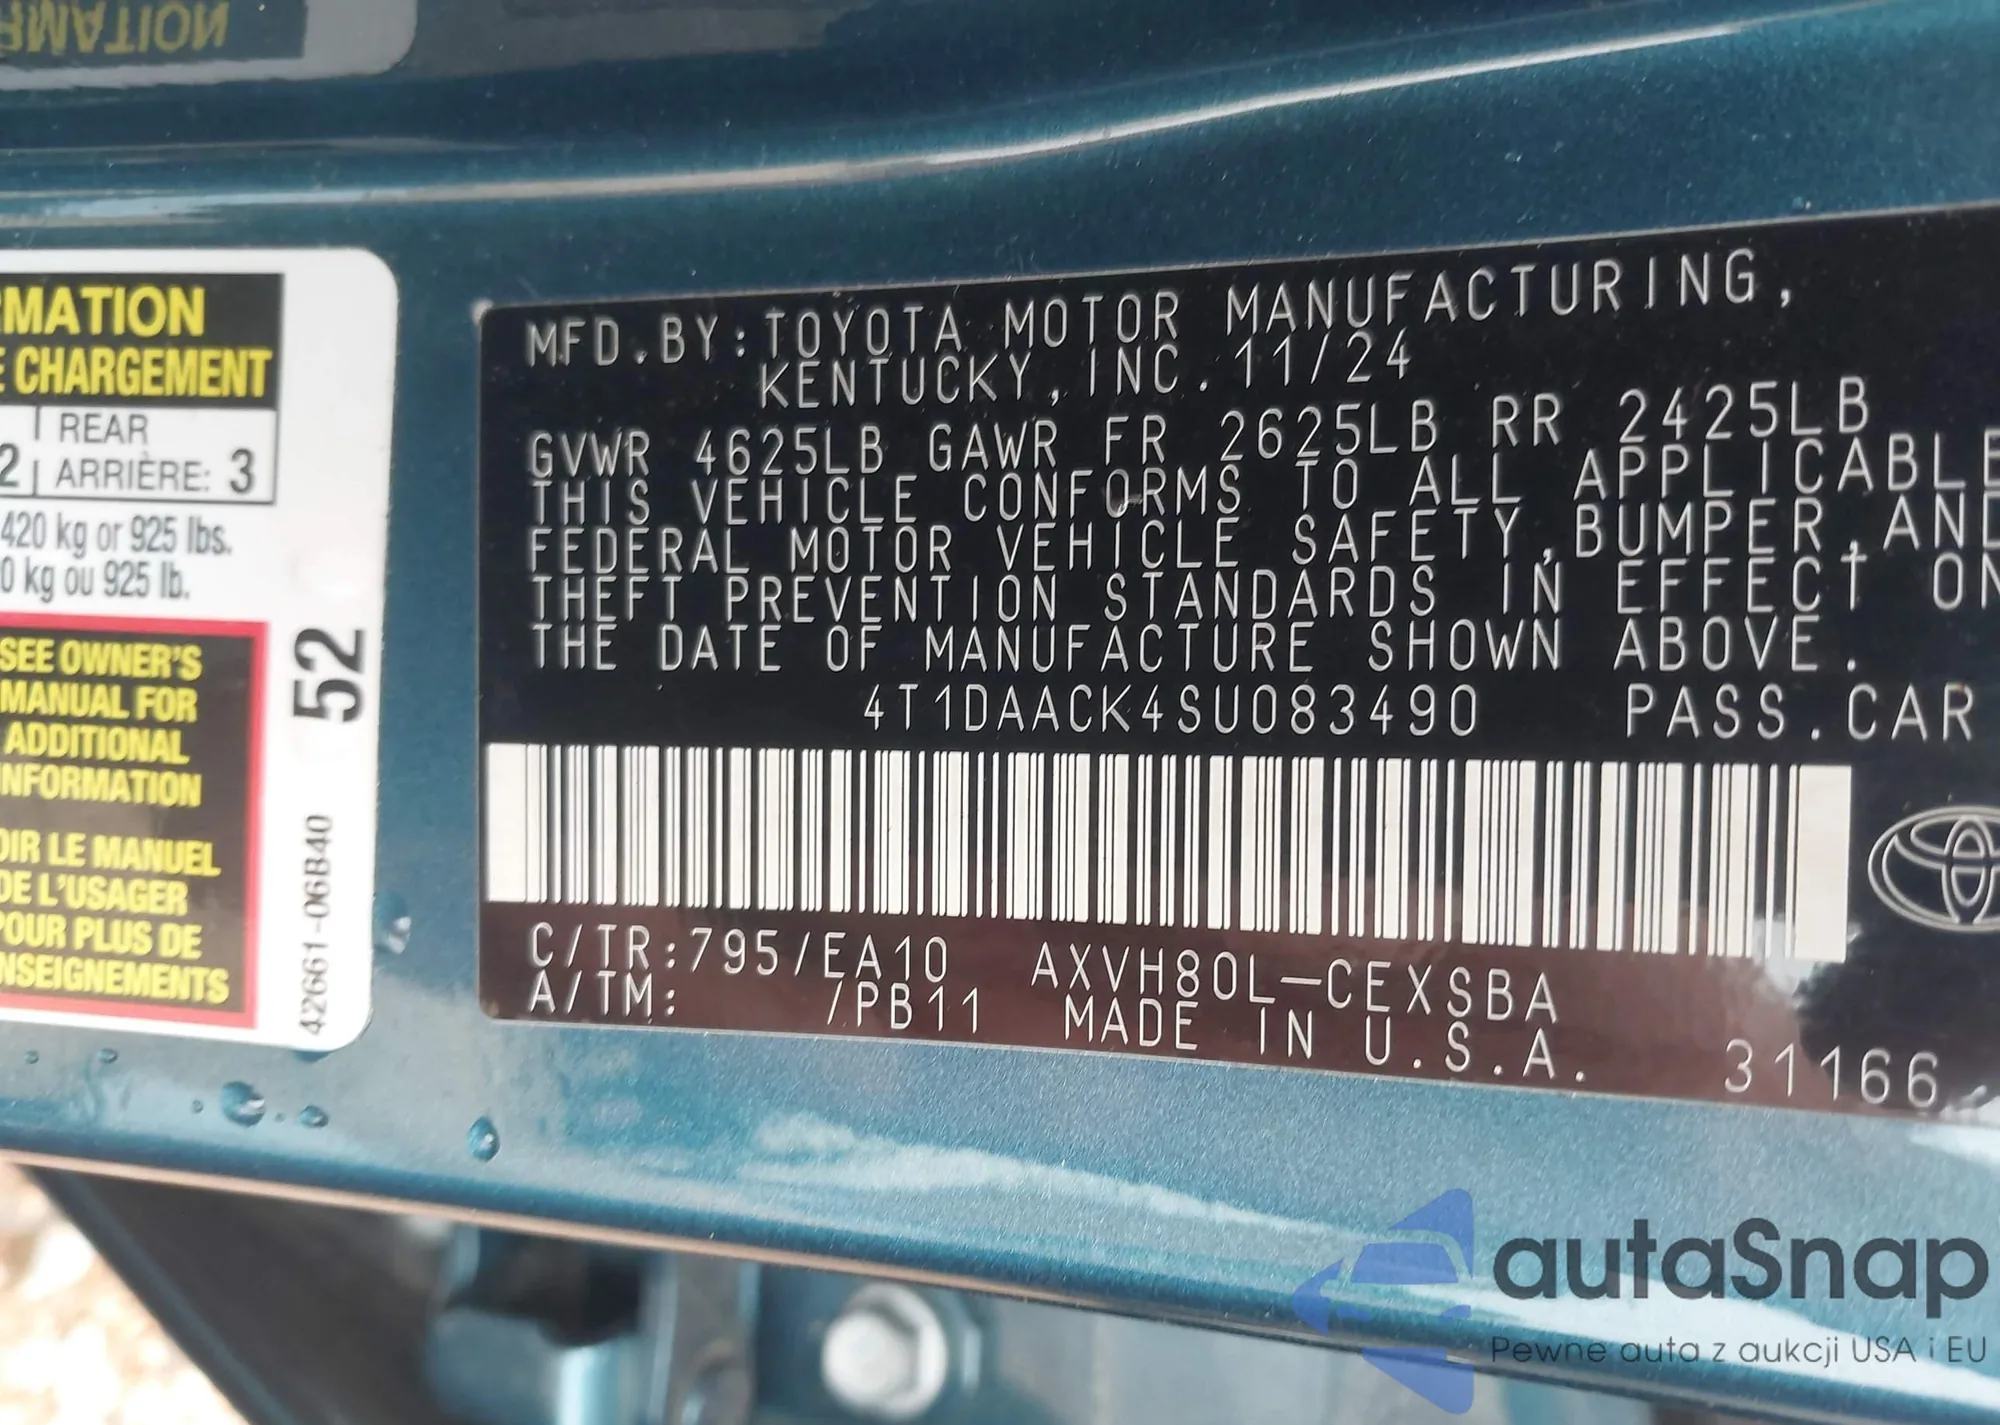 RMATION
RMATION
E CHARGEMENT
2 REAR
ARRIÈRE: 3
420 kg or 925 lbs.
0 kg ou 925 lb.
SEE OWNER'S
MANUAL FOR
ADDITIONAL
INFORMATION
OIR LE MANUEL
DE L'USAGER
POUR PLUS DE
NSEIGNEMENTS
52
42661-06B40
MFD.BY:TOYOTA MOTOR MANUFACTURING,
KENTUCKY,INC. 11/24
GVWR 4625LB GAWR FR 2625LB RR 2425LB
THIS VEHICLE CONFORMS TO ALL APPLICABLE
FEDERAL MOTOR VEHICLE SAFETY,BUMPER,AND
THEFT PREVENTION STANDARDS IN EFFECT ON
THE DATE OF MANUFACTURE SHOWN ABOVE.
4T1DAACK4SU083490 PASS.CAR
C/TR:795/EA10 AXVH80L-CEXSBA
A/TM: /PB11 MADE IN U.S.A. 31166
autaSnap
Pewne auta z aukcji USA i EU